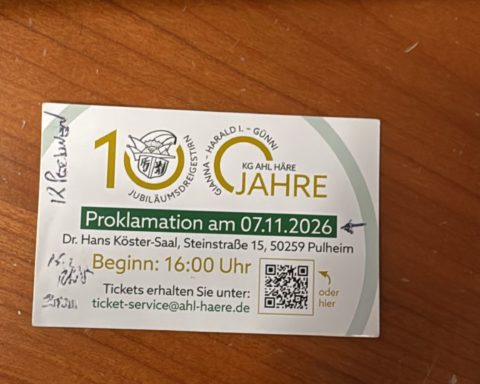 100
JUBILÄUMSDREIGESTIRN
GIANNA - HARALD I. - GÜNNI
KG AHL HÄRE
JAHRE
Proklamation am 07.11.2026
Dr. Hans Köster-Saal, Steinstraße 15, 50259 Pulheim
Beginn: 16:00 Uhr
Tickets erhalten Sie unter:
ticket-service@ahl-haere.de
oder
hier